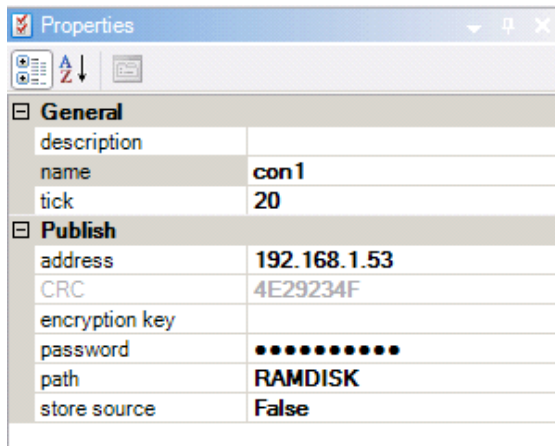 Properties
A
Z
General
description
name con1
tick 20
Publish
address 192.168.1.53
CRC 4E29234F
encryption key
password ●●●●●●●●●●
path RAMDISK
store source False